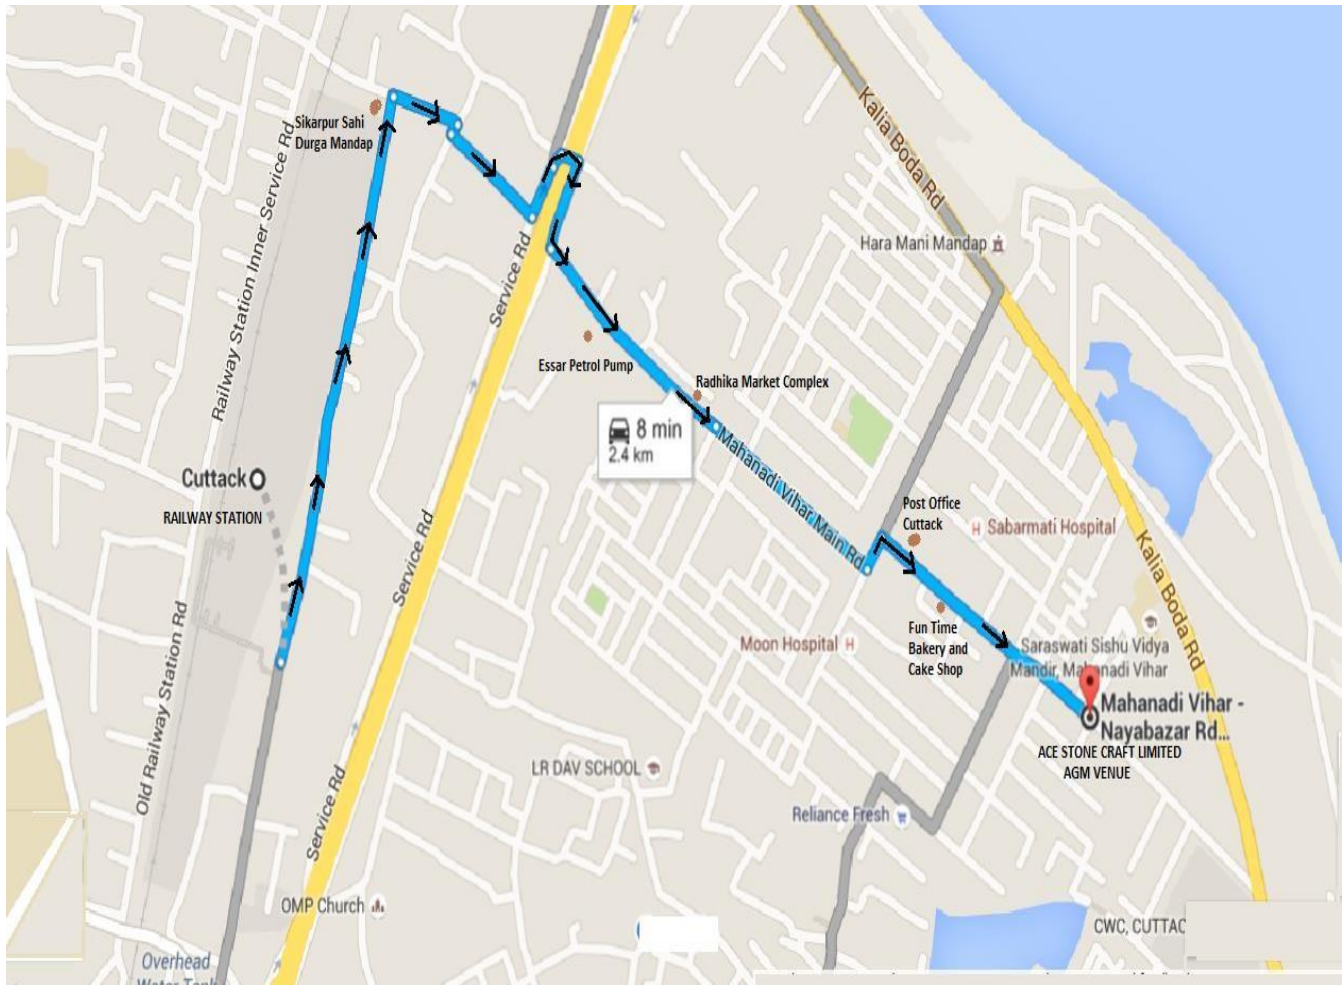 Kalia Boda Rd
Sikarpur Sahi
Durga Mandap
Railway Station Inner Service Rd
Service Rd
Hara Mani Mandap
Essar Petrol Pump
Radhika Market Complex
8 min
2.4 km
Mahanadi Vihar Main Rd
Cuttack
RAILWAY STATION
Service Rd
Post Office
Cuttack
H Sabarmati Hospital
Kalia Boda Rd
Old Railway Station Rd
Moon Hospital H
Fun Time
Bakery and
Cake Shop
Saraswati Sishu Vidya
Mandir, Mahanadi Vihar
Mahanadi Vihar -
Nayabazar Rd...
ACE STONE CRAFT LIMITED
AGM VENUE
LR DAV SCHOOL
Service Rd
Reliance Fresh
OMP Church
CWC, CUTTAC
Overhead
Water Tank